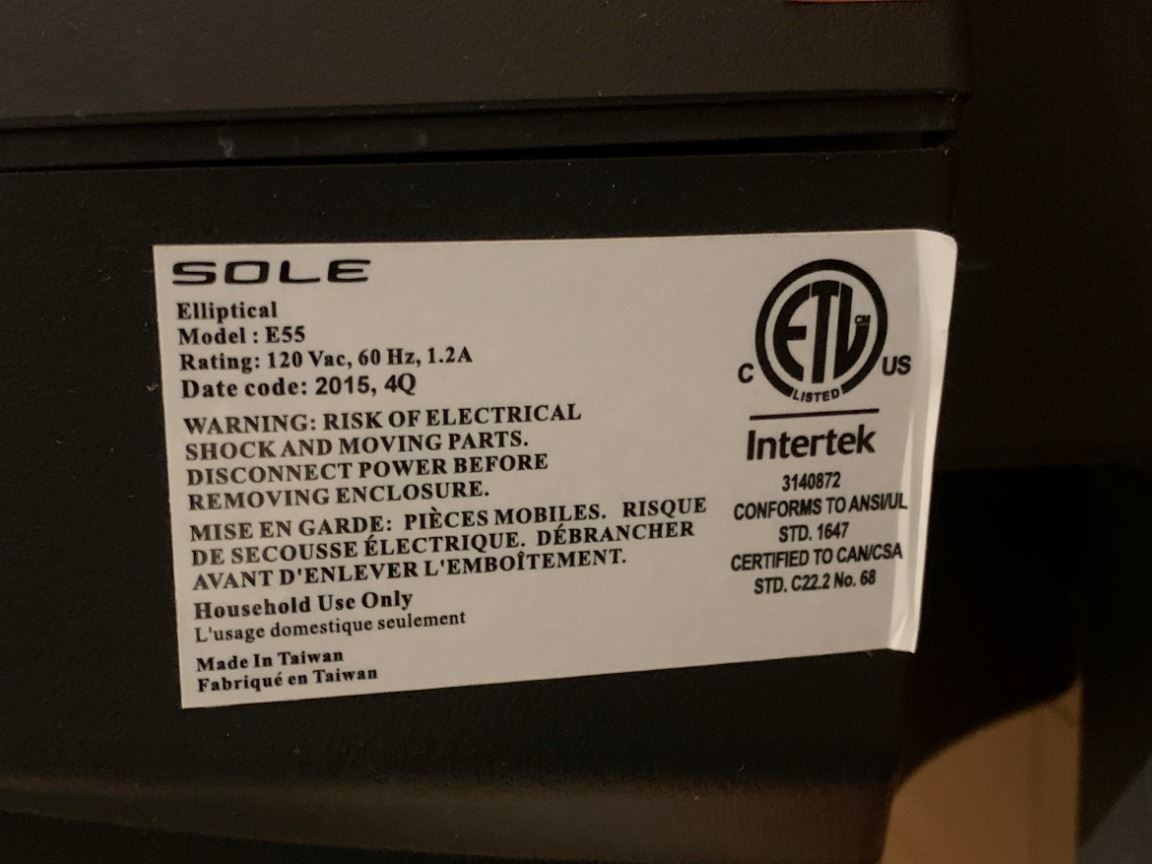 SOLE
Elliptical
Model : E55
Rating: 120 Vac, 60 Hz, 1.2A
Date code: 2015, 4Q
WARNING: RISK OF ELECTRICAL
SHOCK AND MOVING PARTS.
DISCONNECT POWER BEFORE
REMOVING ENCLOSURE.
MISE EN GARDE: PIÈCES MOBILES. RISQUE
DE SECOUSSE ÉLECTRIQUE. DÉBRANCHER
AVANT D'ENLEVER L'EMBOÎTEMENT.
Household Use Only
L'usage domestique seulement
Made In Taiwan
Fabriqué en Taiwan
ETL CM
C US
LISTED
Intertek
3140872
CONFORMS TO ANSI/UL
STD. 1647
CERTIFIED TO CAN/CSA
STD. C22.2 No. 68